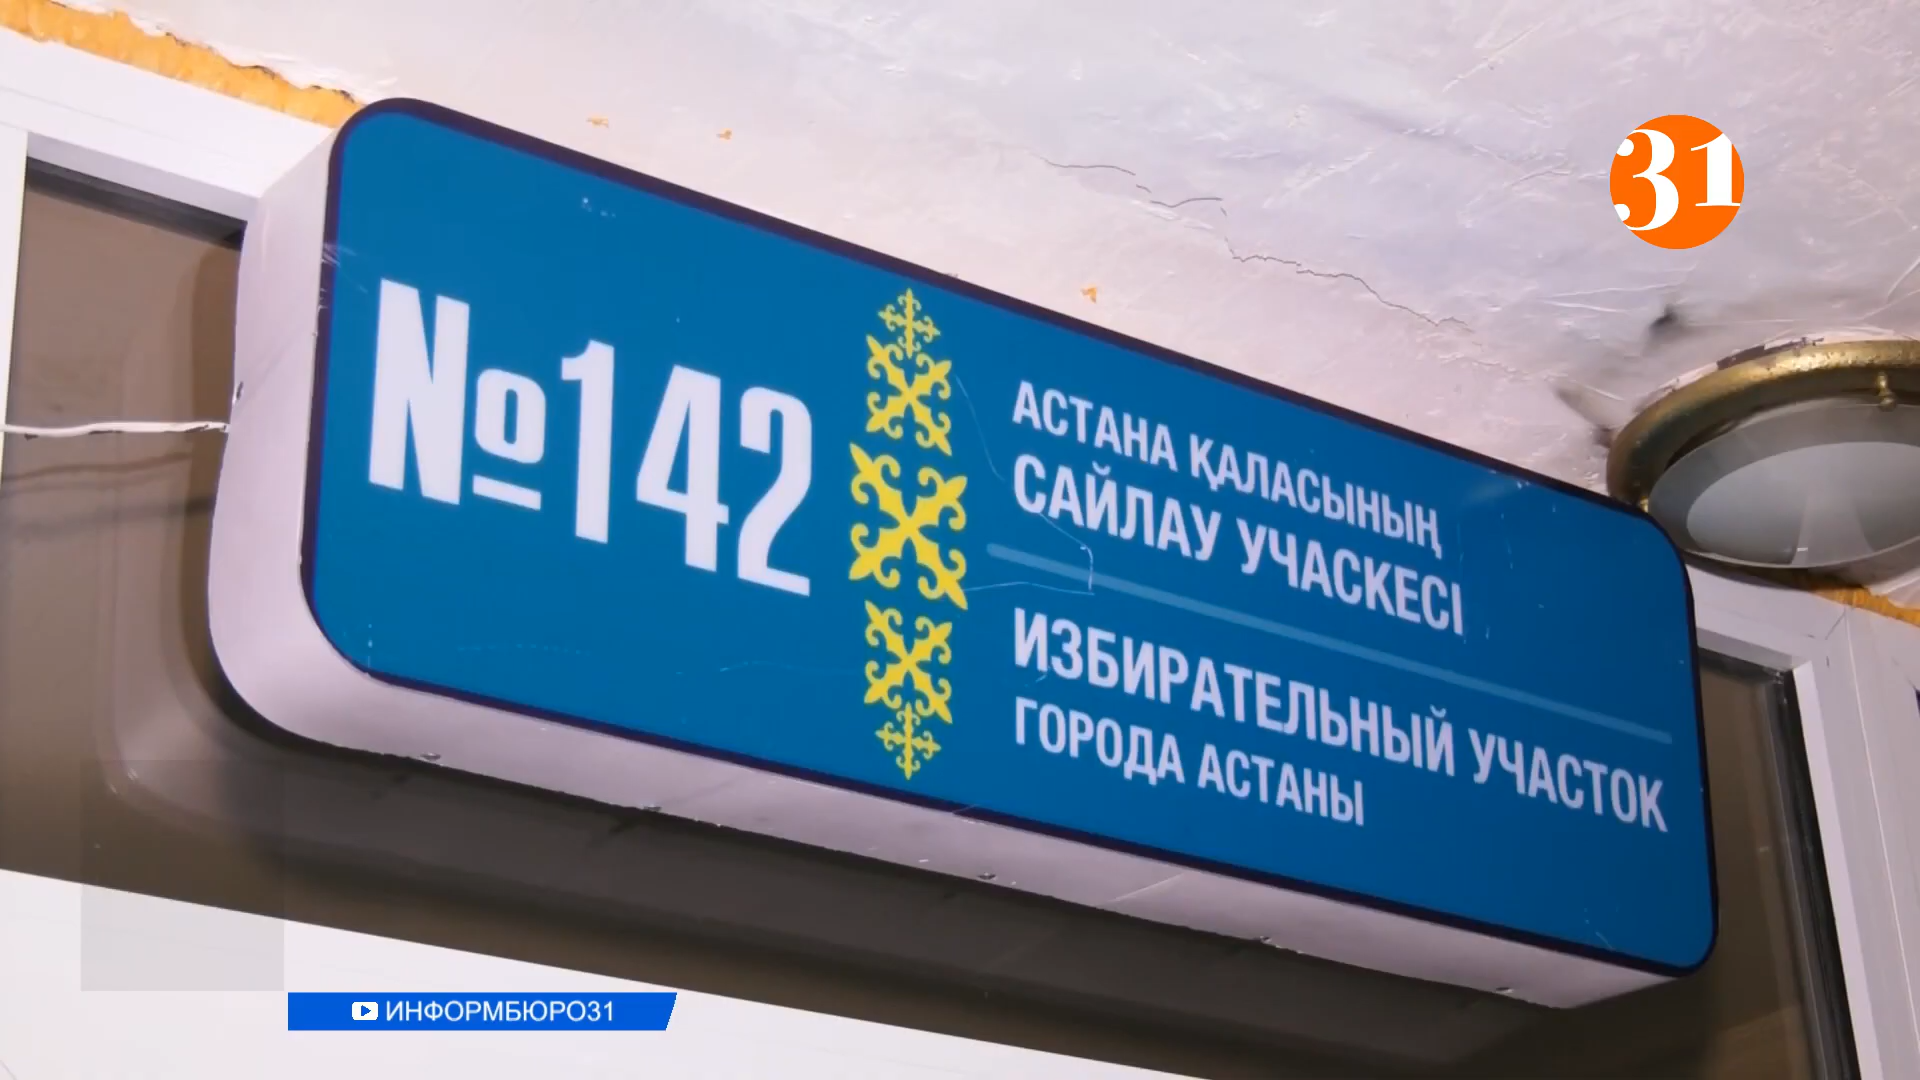 31
№142
АСТАНА ҚАЛАСЫНЫҢ
САЙЛАУ УЧАСКЕСІ
ИЗБИРАТЕЛЬНЫЙ УЧАСТОК
ГОРОДА АСТАНЫ
ИНФОРМБЮРО31